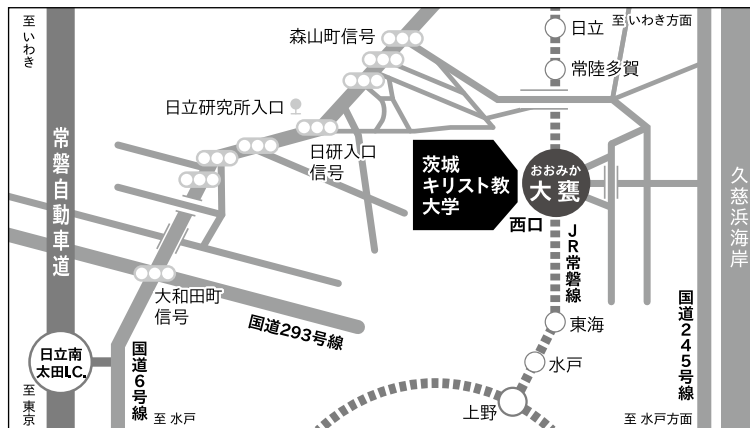 至いわき
森山町信号
日立
至いわき方面
常陸多賀
日立研究所入口
日研入口
信号
常磐自動車道
茨城
キリスト教
大学
おおみか
大甕
西口
久慈浜海岸
JR常磐線
大和田町
信号
国道293号線
東海
国道245号線
日立南
太田I.C.
国道6号線
水戸
至東京
至 水戸
上野
至 水戸方面